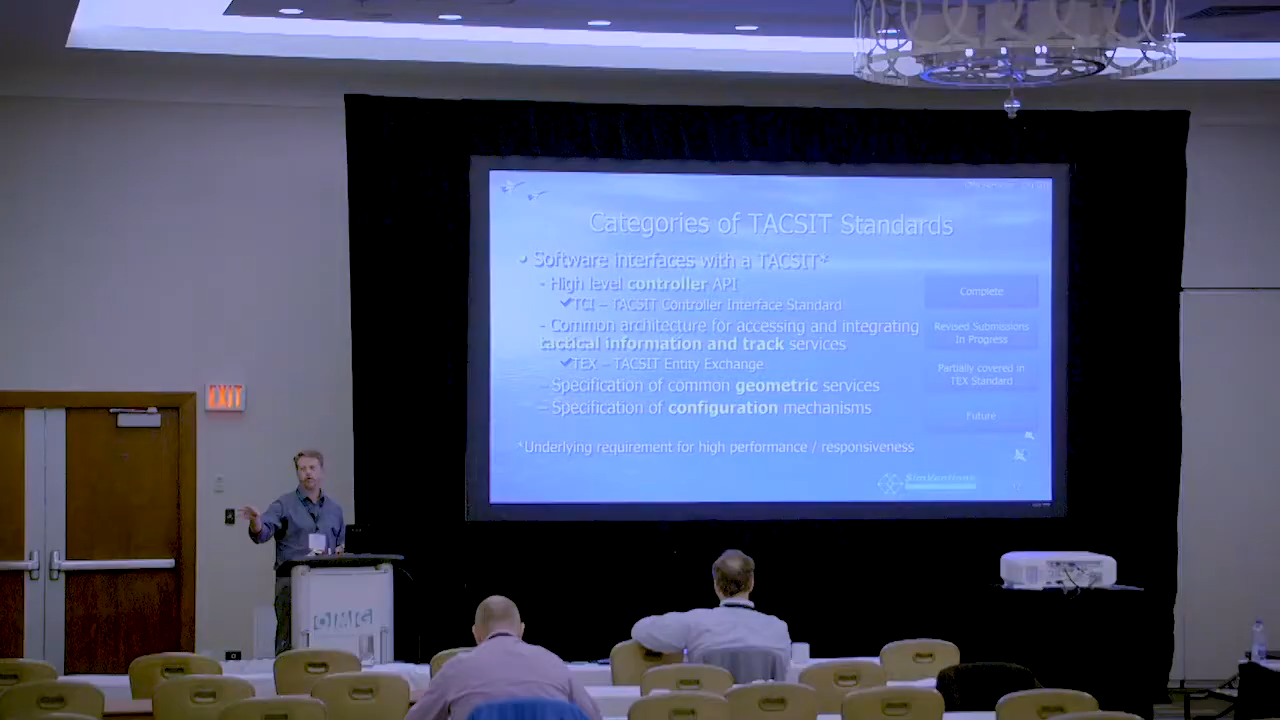 Categories of TACSIT Standards
• Software interfaces with a TACSIT*
- High level controller API
✔TCI – TACSIT Controller Interface Standard
- Common architecture for accessing and integrating
tactical information and track services
✔TEX – TACSIT Entity Exchange
– Specification of common geometric services
– Specification of configuration mechanisms
*Underlying requirement for high performance / responsiveness
Complete
Revised Submissions
In Progress
Partially covered in
TEX Standard
Future
SimVentions
EXIT
OMG